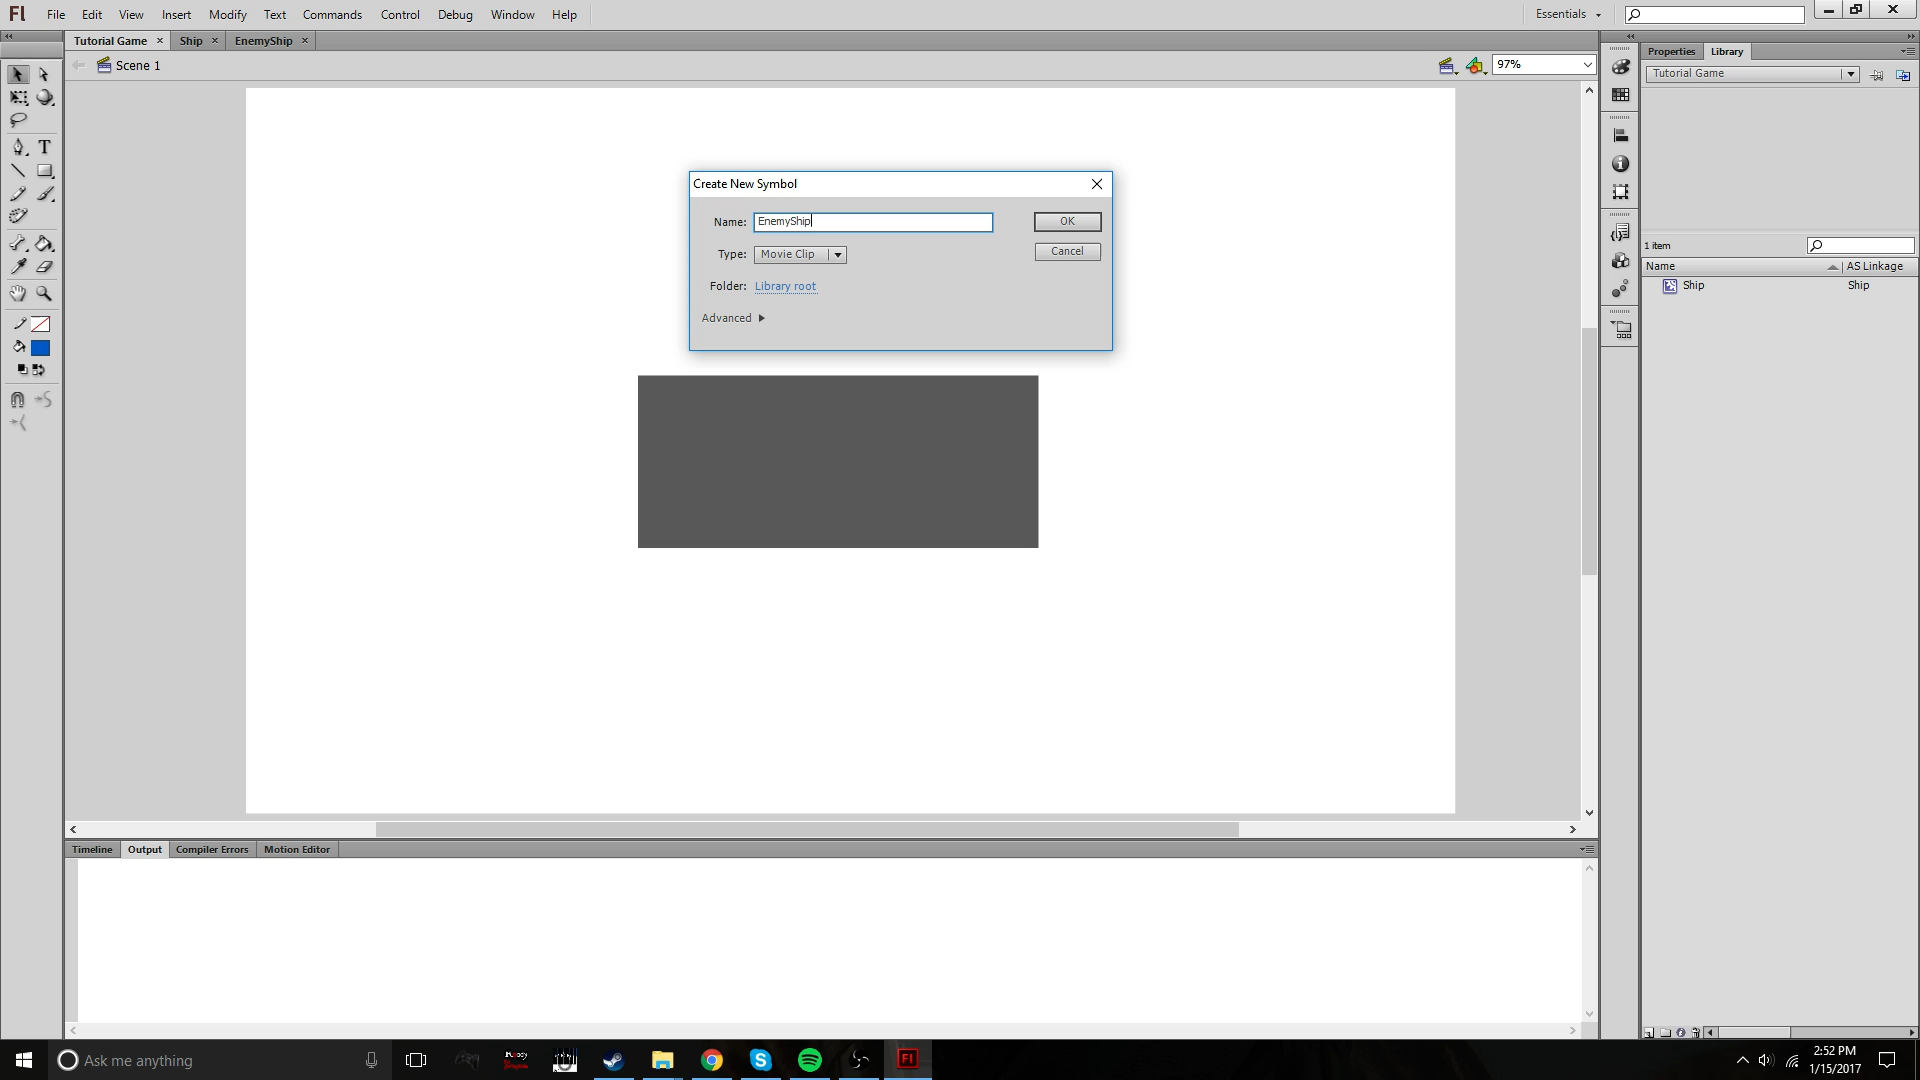 Fl File Edit View Insert Modify Text Commands Control Debug Window Help Essentials
Tutorial Game Ship EnemyShip
Scene 1 97%
Properties Library
Tutorial Game
Create New Symbol
Name: EnemyShip OK
Type: Movie Clip Cancel
Folder: Library root
Advanced
1 item
Name AS Linkage
Ship Ship
T
Timeline Output Compiler Errors Motion Editor
Ask me anything
Fl
2:52 PM
1/15/2017